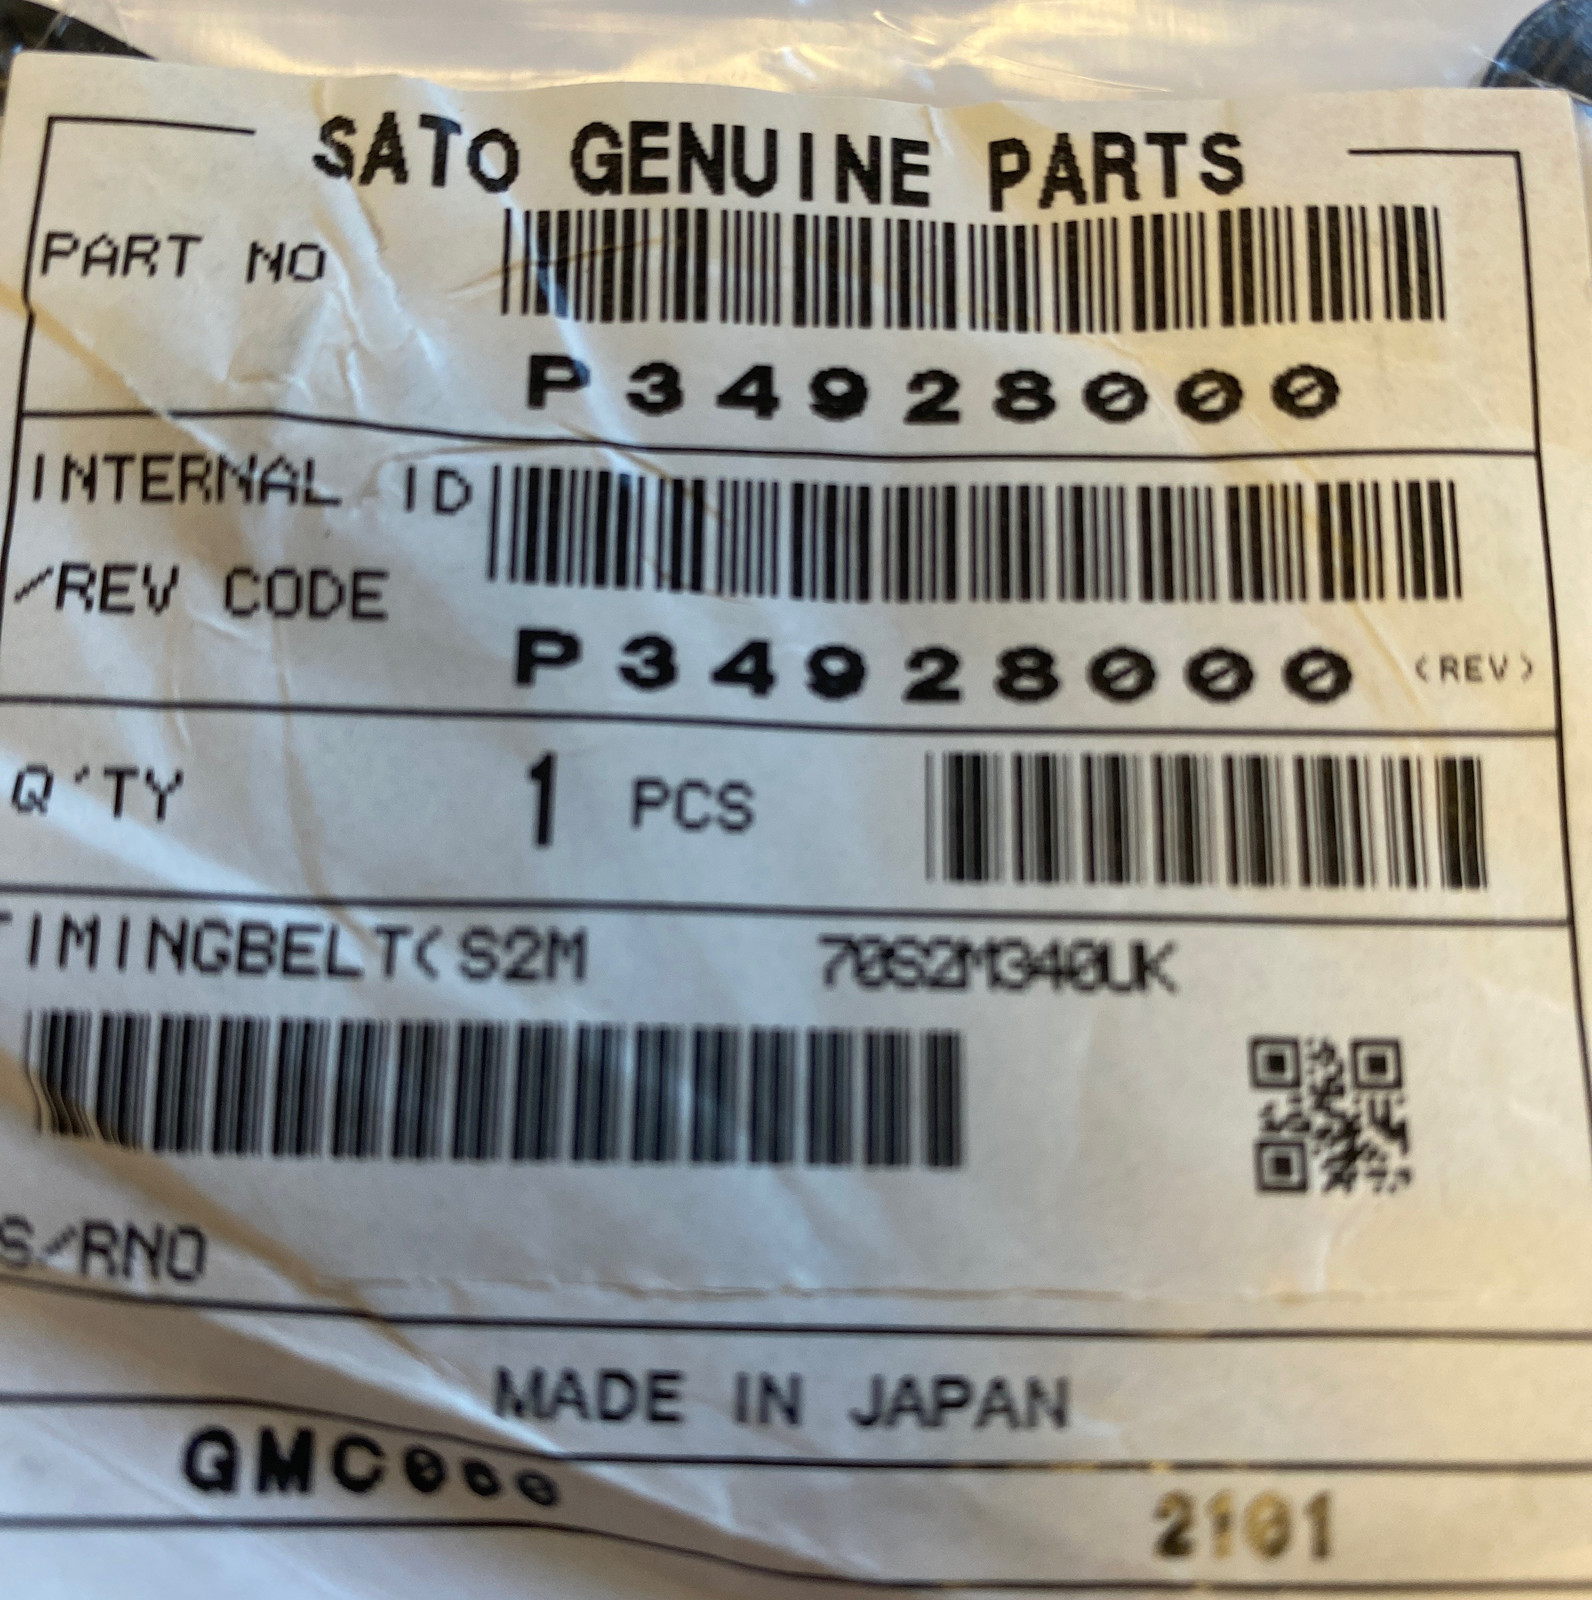 SATO GENUINE PARTS
PART NO
P34928000
INTERNAL ID
/REV CODE
P34928000 <REV>
Q'TY 1 PCS
TIMINGBELT(S2M 70S2M340UK
S/RNO
MADE IN JAPAN
QMC000
2101